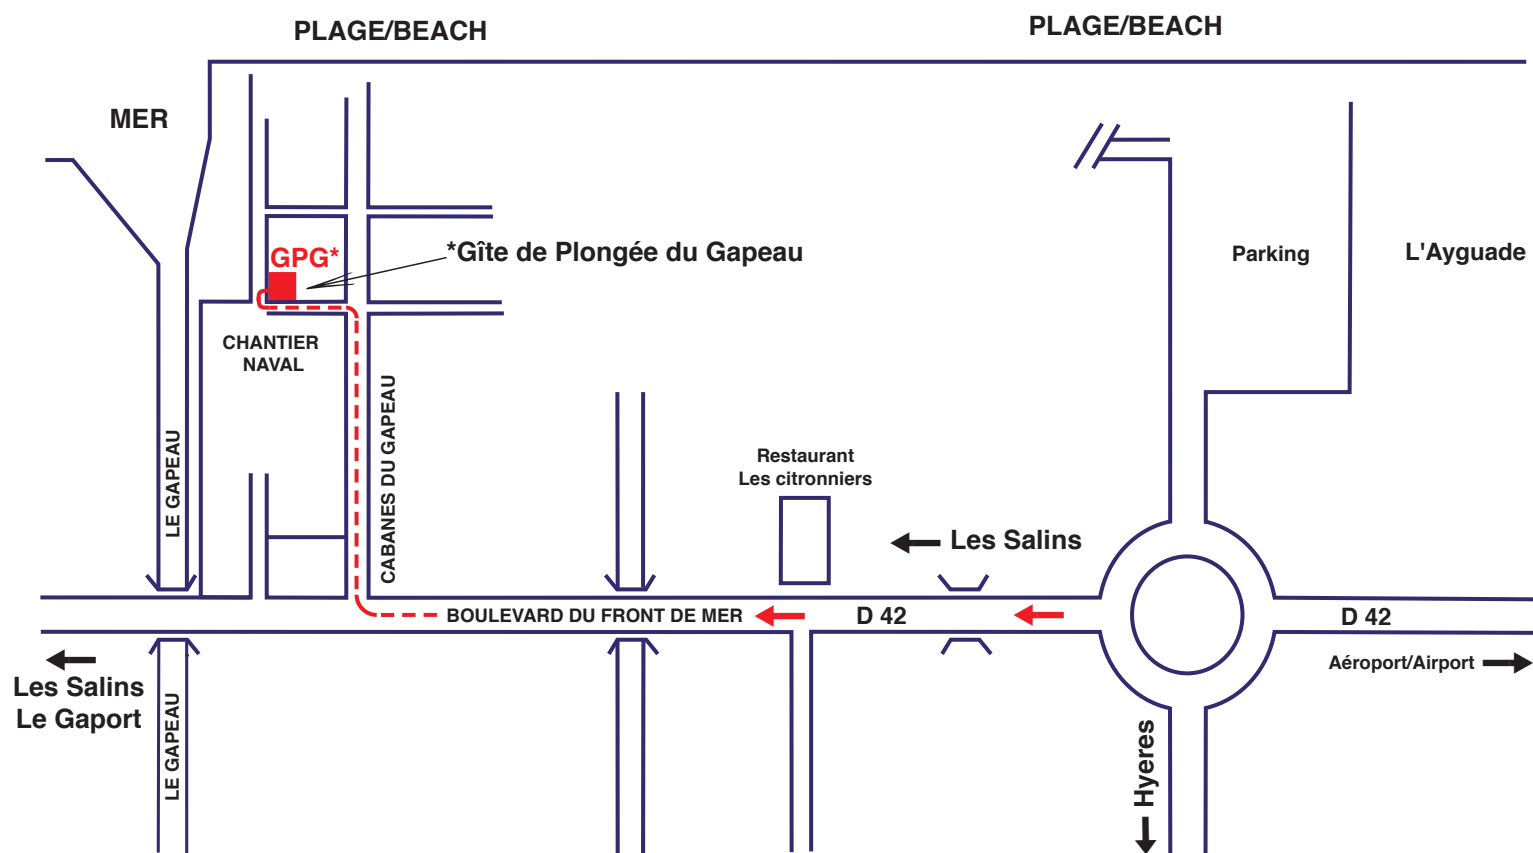 PLAGE/BEACH
PLAGE/BEACH
MER
GPG*
*Gîte de Plongée du Gapeau
Parking
L'Ayguade
CHANTIER
NAVAL
LE GAPEAU
CABANES DU GAPEAU
Restaurant
Les citronniers
Les Salins
BOULEVARD DU FRONT DE MER
D 42
D 42
Aéroport/Airport
Les Salins
Le Gaport
LE GAPEAU
Hyeres